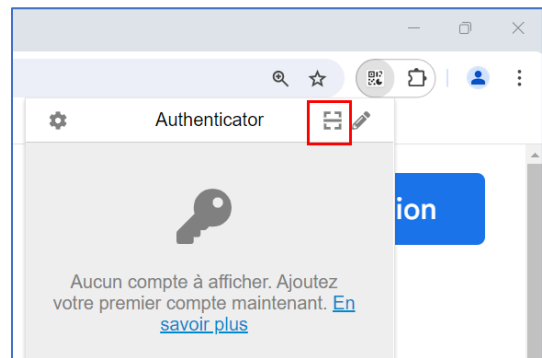 Authenticator
ion
Aucun compte à afficher. Ajoutez
votre premier compte maintenant. En
savoir plus